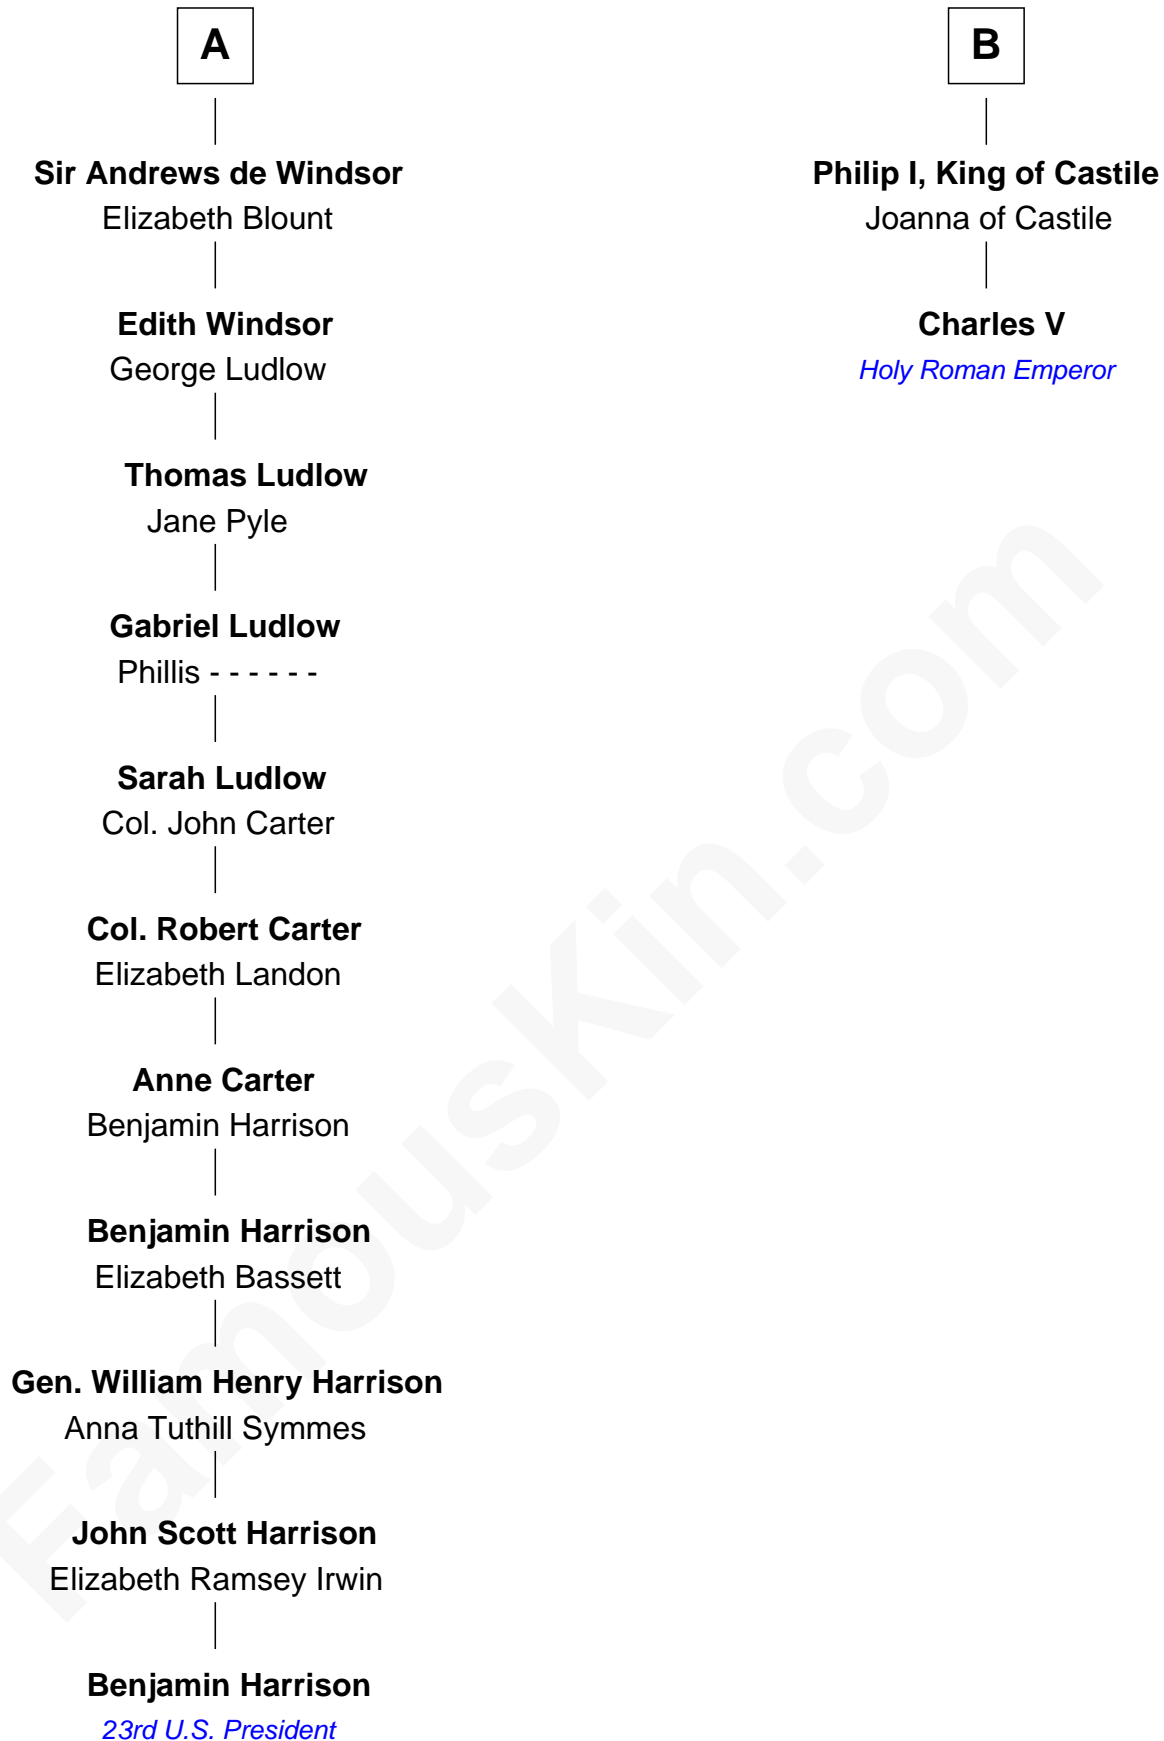 A
Sir Andrews de Windsor
Elizabeth Blount
Edith Windsor
George Ludlow
Thomas Ludlow
Jane Pyle
Gabriel Ludlow
Phillis - - - - - -
Sarah Ludlow
Col. John Carter
Col. Robert Carter
Elizabeth Landon
Anne Carter
Benjamin Harrison
Benjamin Harrison
Elizabeth Bassett
Gen. William Henry Harrison
Anna Tuthill Symmes
John Scott Harrison
Elizabeth Ramsey Irwin
Benjamin Harrison
23rd U.S. President
B
Philip I, King of Castile
Joanna of Castile
Charles V
Holy Roman Emperor
FamousKin.com